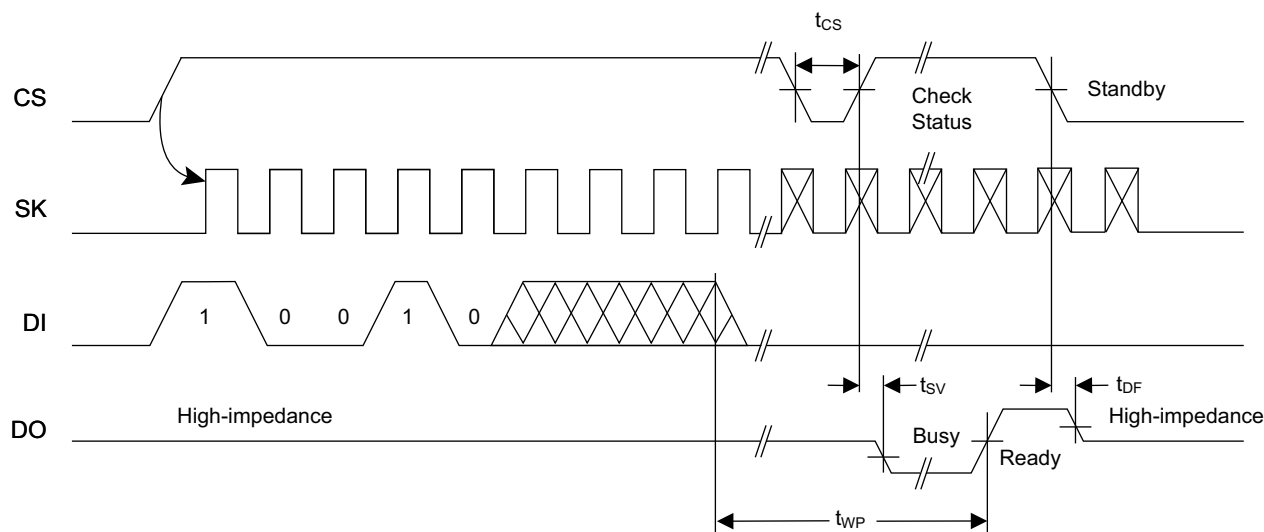 tCS
CS
Check
Status
Standby
SK
DI
1 0 0 1 0
tSV
tDF
DO
High-impedance
Busy
Ready
High-impedance
tWP